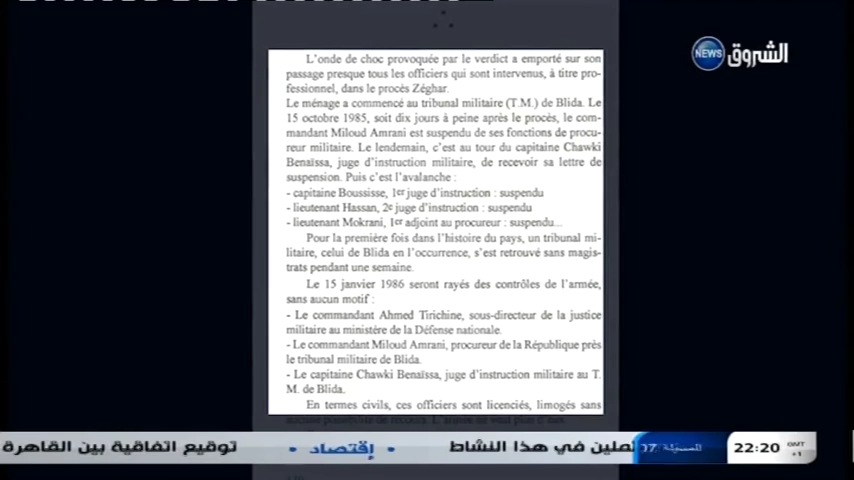 NEWS الشروق
L'onde de choc provoquée par le verdict a emporté sur son
passage presque tous les officiers qui sont intervenus, à titre pro-
fessionnel, dans le procès Zéghar.
Le ménage a commencé au tribunal militaire (T.M.) de Blida. Le
15 octobre 1985, soit dix jours à peine après le procès, le com-
mandant Miloud Amrani est suspendu de ses fonctions de procu-
reur militaire. Le lendemain, c'est au tour du capitaine Chawki
Benaïssa, juge d'instruction militaire, de recevoir sa lettre de
suspension. Puis c'est l'avalanche :
- capitaine Boussisse, 1er juge d'instruction : suspendu
- lieutenant Hassan, 2e juge d'instruction : suspendu
- lieutenant Mokrani, 1er adjoint au procureur : suspendu...
Pour la première fois dans l'histoire du pays, un tribunal mi-
litaire, celui de Blida en l'occurrence, s'est retrouvé sans magis-
trats pendant une semaine.
Le 15 janvier 1986 seront rayés des contrôles de l'armée,
sans aucun motif :
- Le commandant Ahmed Tirichine, sous-directeur de la justice
militaire au ministère de la Défense nationale.
- Le commandant Miloud Amrani, procureur de la République près
le tribunal militaire de Blida.
- Le capitaine Chawki Benaïssa, juge d'instruction militaire au T.
M. de Blida.
En termes civils, ces officiers sont licenciés, limogés sans
22:20 GMT +1
07
في هذا النشاط • إقتصاد • توقيع اتفاقية بين القاهرة